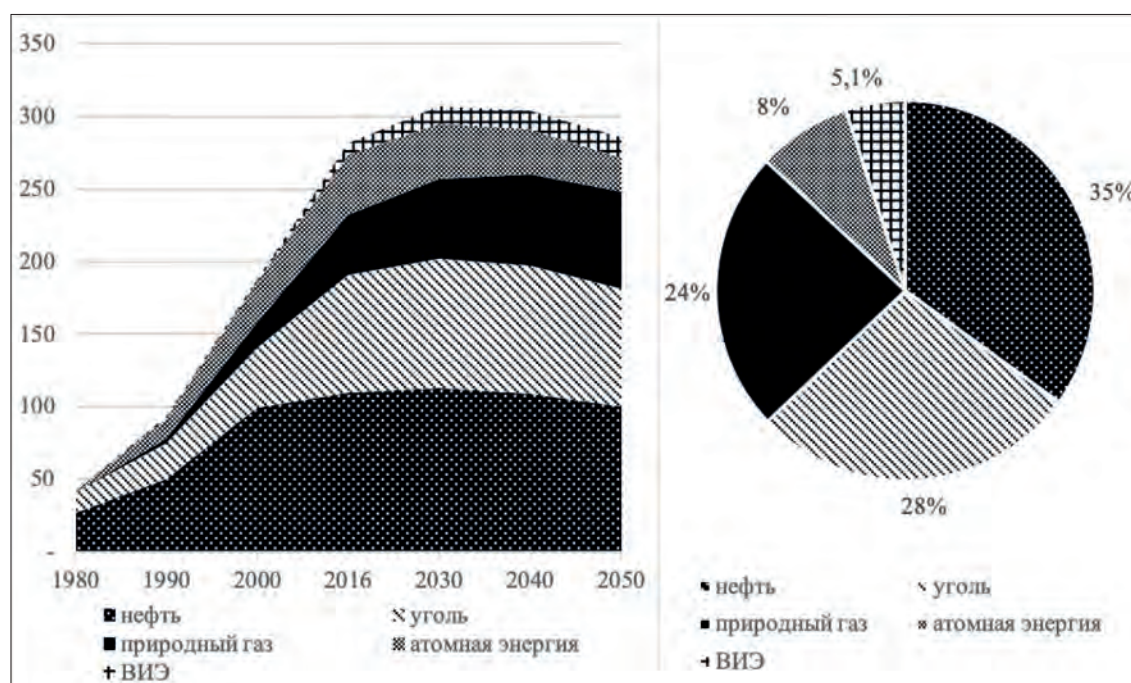 350
300
250
200
150
100
50
-
1980 1990 2000 2016 2030 2040 2050
нефть уголь
природный газ атомная энергия
ВИЭ
5,1%
8%
35%
24%
28%
нефть уголь
природный газ атомная энергия
ВИЭ